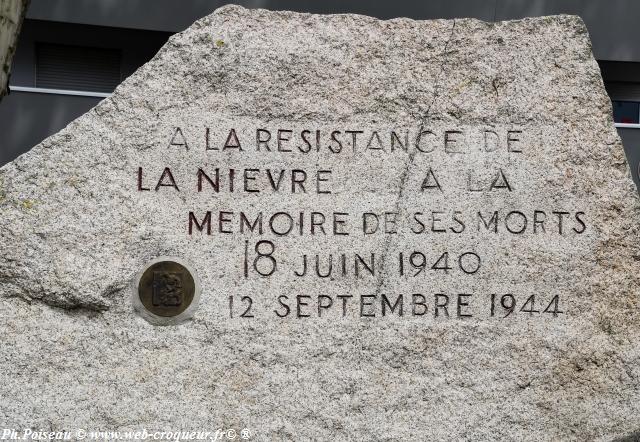 A LA RESISTANCE DE
LA NIEVRE A LA
MEMOIRE DE SES MORTS
18 JUIN 1940
12 SEPTEMBRE 1944
Ph.Poiseau © www-web-croqueur.fr ®